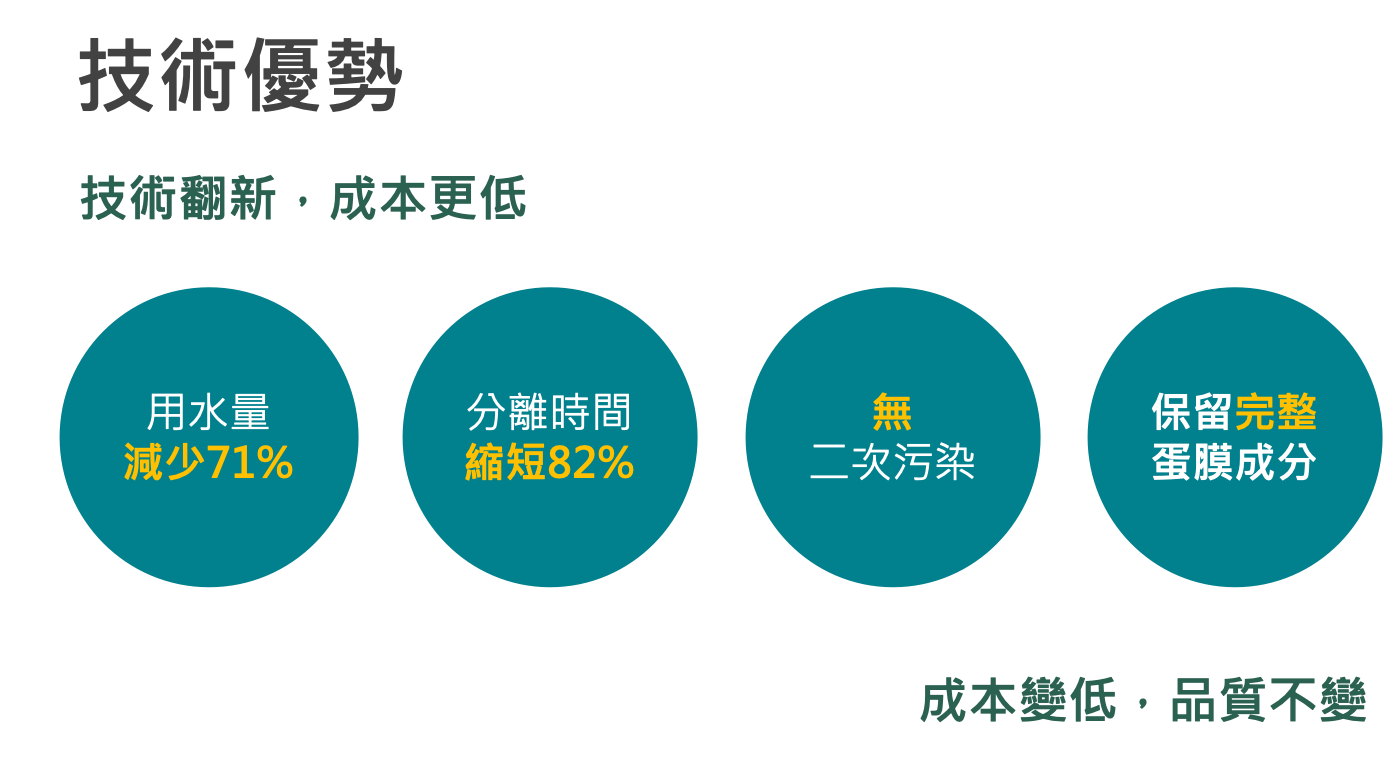 技術優勢
技術翻新，成本更低
用水量
減少71%
分離時間
縮短82%
無
二次污染
保留完整
蛋膜成分
成本變低，品質不變